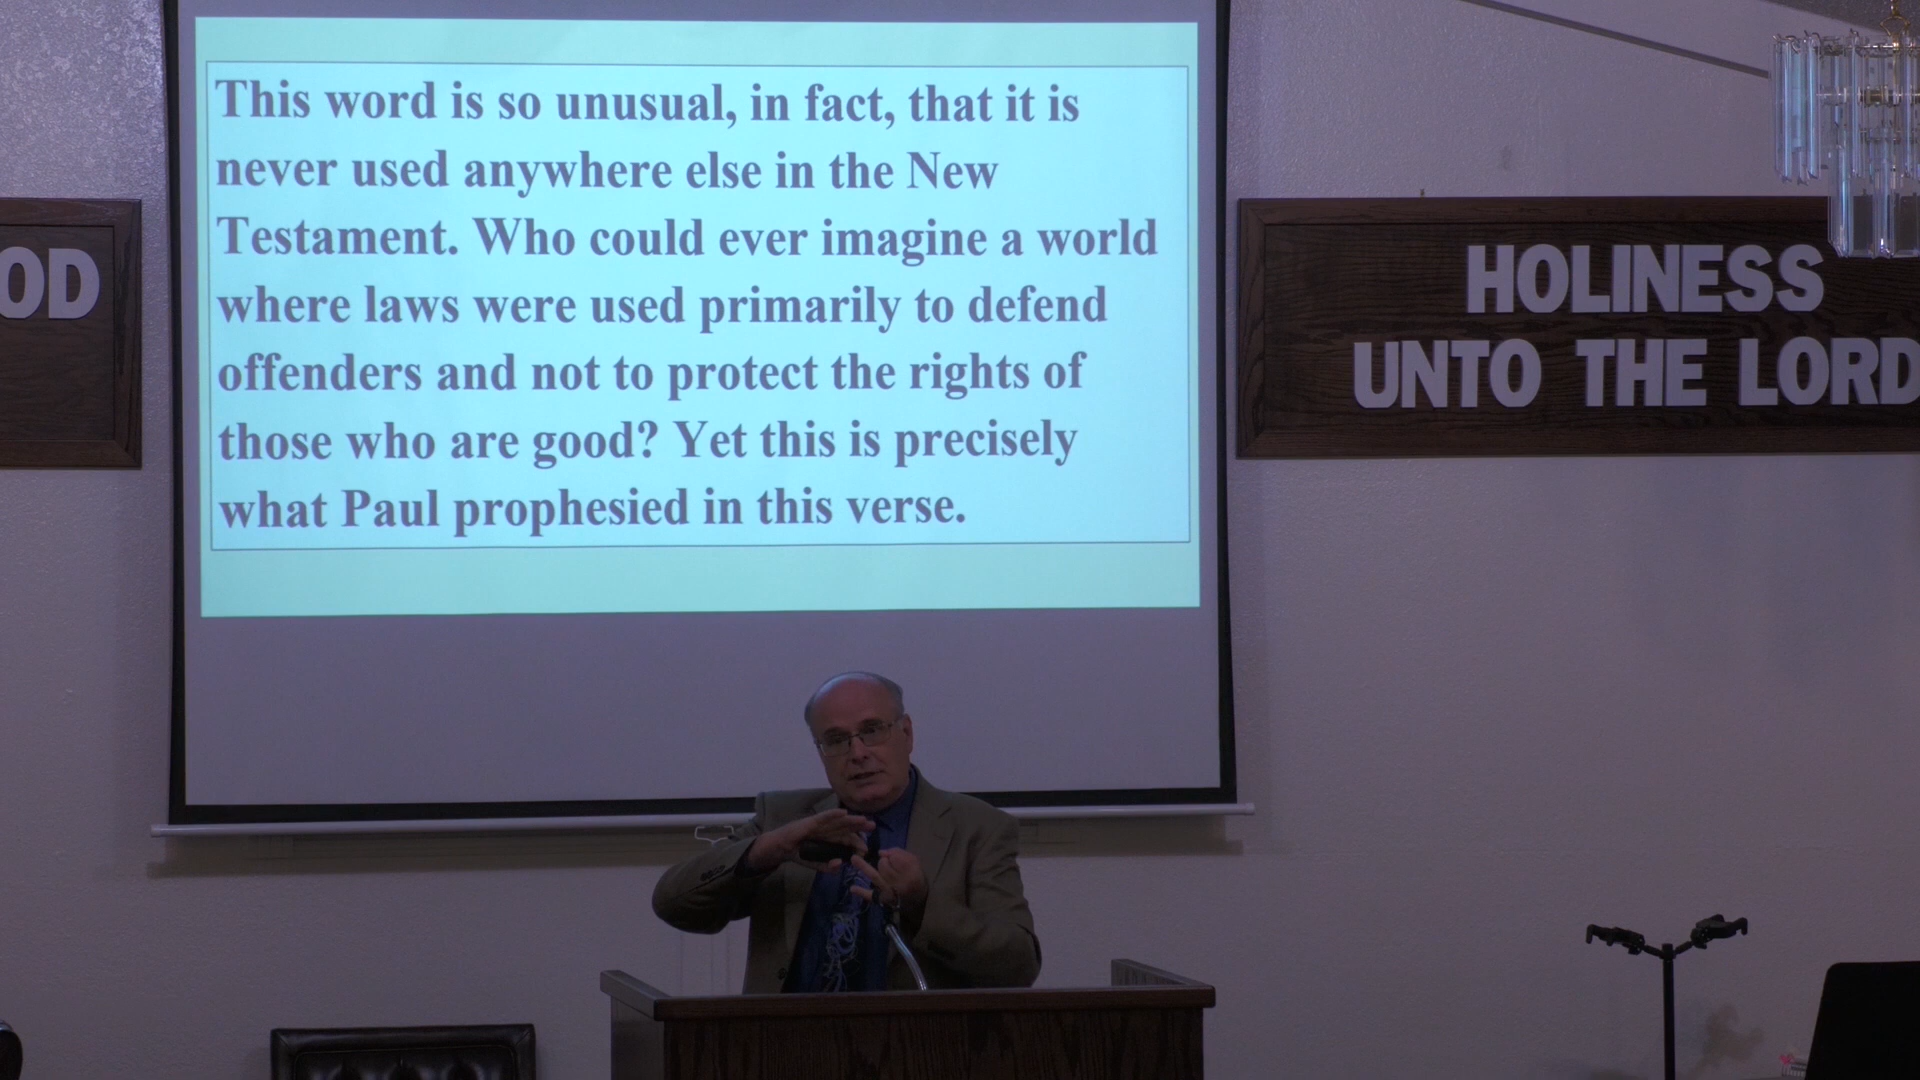 This word is so unusual, in fact, that it is
never used anywhere else in the New
Testament. Who could ever imagine a world
where laws were used primarily to defend
offenders and not to protect the rights of
those who are good? Yet this is precisely
what Paul prophesied in this verse.
OD
HOLINESS
UNTO THE LORD